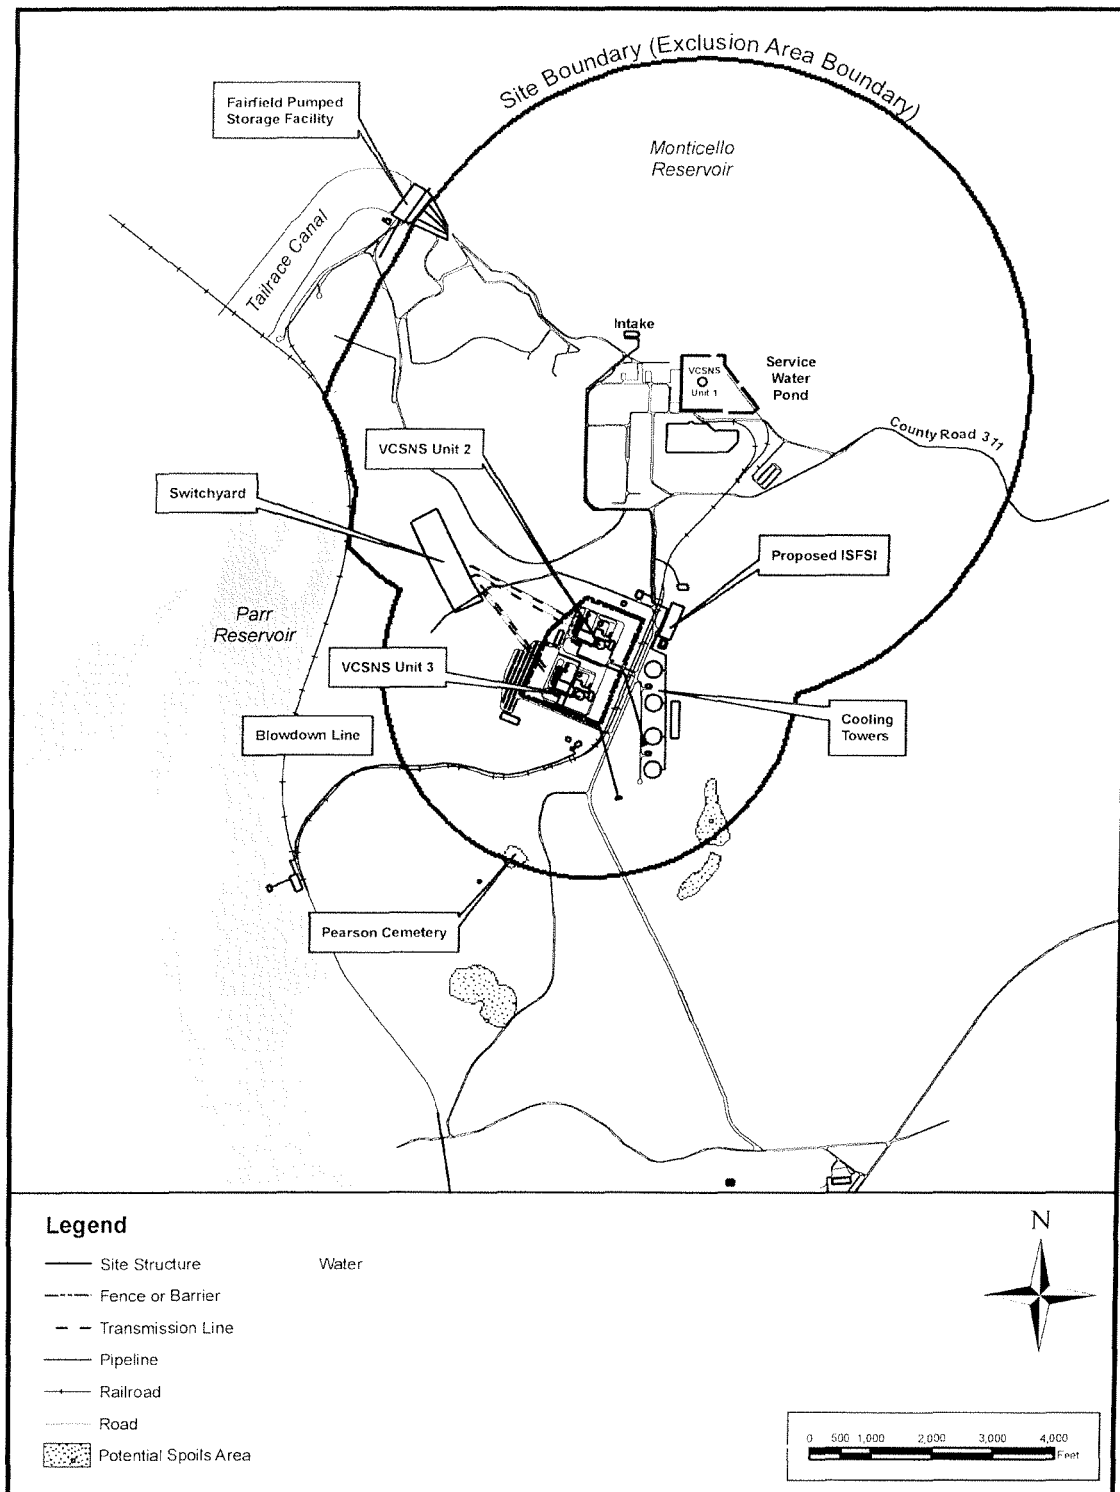 Site Boundary (Exclusion Area Boundary)
Fairfield Pumped
Storage Facility
Monticello
Reservoir
Tailrace Canal
Intake
VCSNS
Unit 1
Service
Water
Pond
County Road 311
VCSNS Unit 2
Switchyard
Proposed ISFSI
Parr
Reservoir
VCSNS Unit 3
Cooling
Towers
Blowdown Line
Pearson Cemetery
Legend
Site Structure
Water
Fence or Barrier
Transmission Line
Pipeline
Railroad
Road
Potential Spoils Area
N
0 500 1,000 2,000 3,000 4,000
Feet